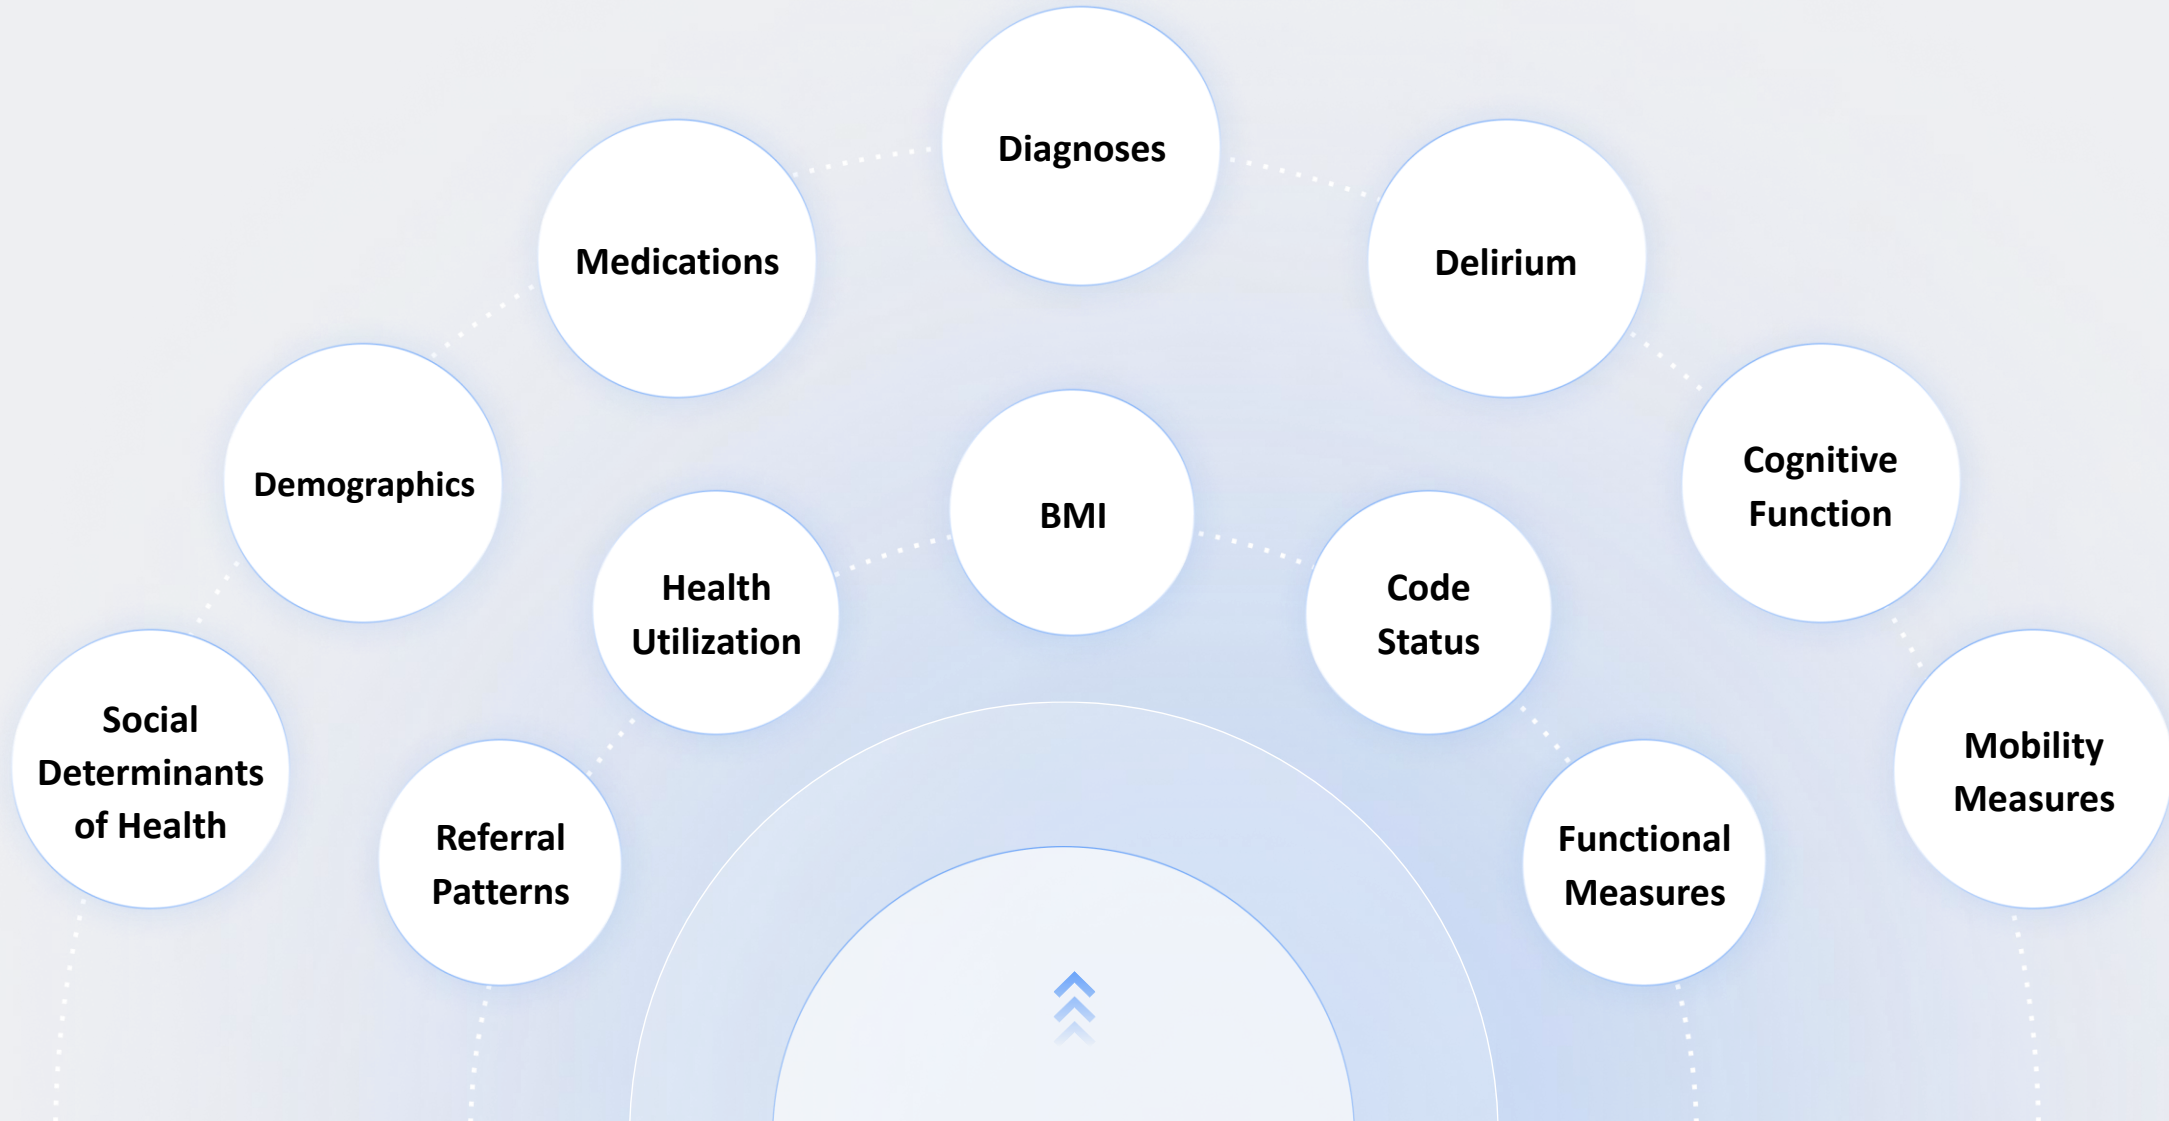 Diagnoses
Medications
Delirium
Demographics
Cognitive
Function
BMI
Health
Utilization
Code
Status
Social
Determinants
of Health
Referral
Patterns
Functional
Measures
Mobility
Measures